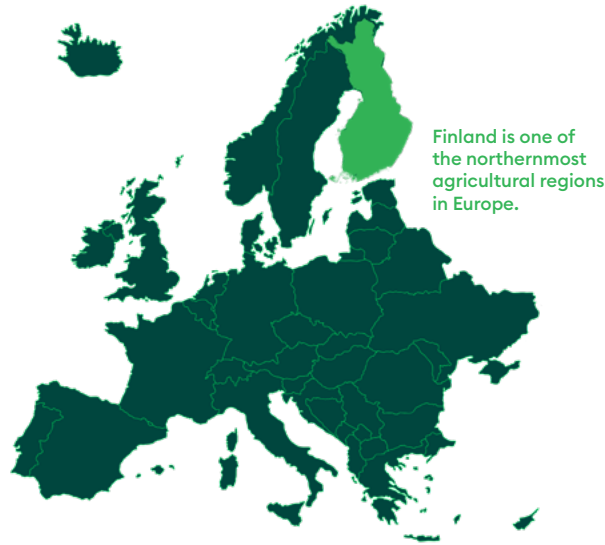 Finland is one of
the northernmost
agricultural regions
in Europe.